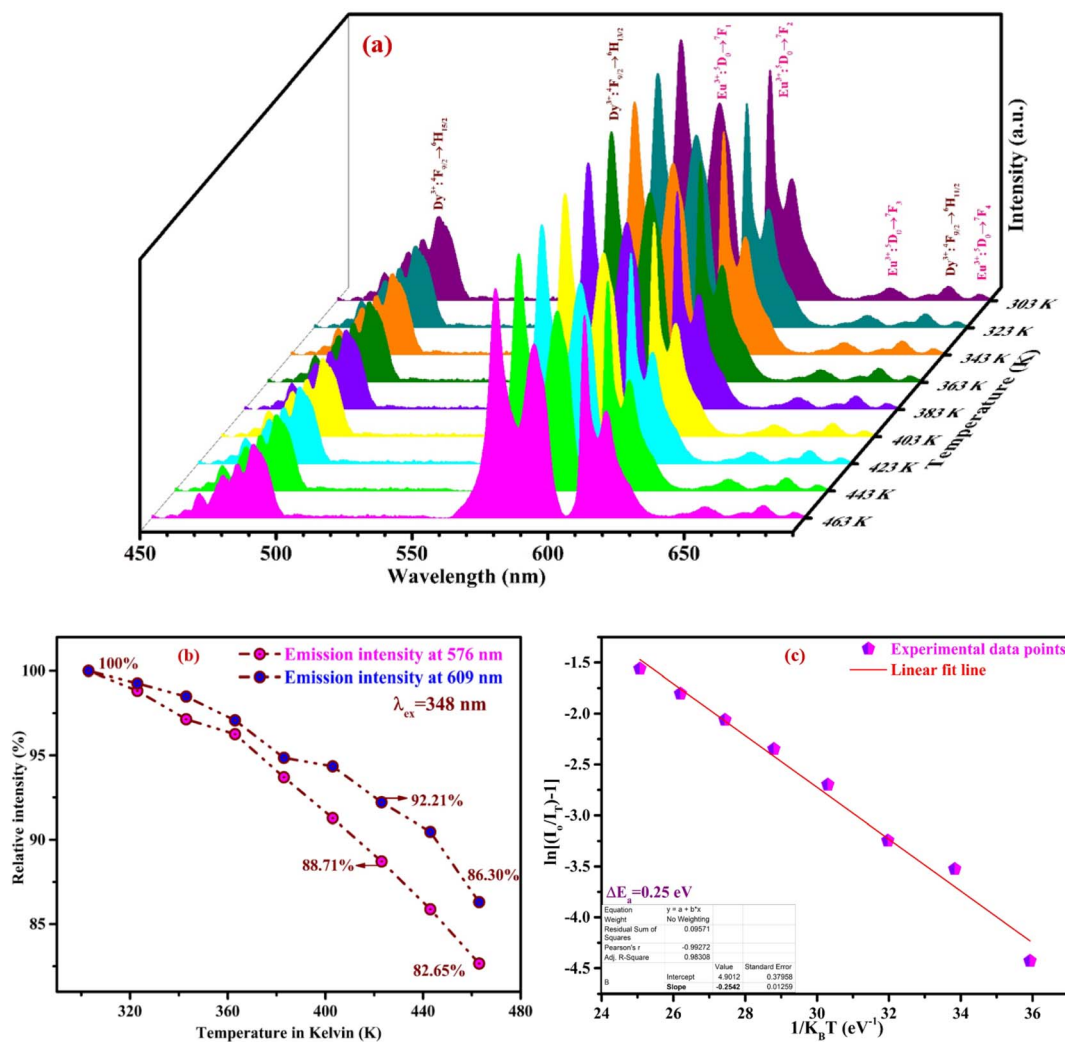 (a)
Dy³⁺:⁴F₉/₂→⁶H₁₅/₂
Dy³⁺:⁴F₉/₂→⁶H₁₃/₂
Eu³⁺:⁵D₀→⁷F₁
Eu³⁺:⁵D₀→⁷F₂
Eu³⁺:⁵D₀→⁷F₃
Dy³⁺:⁴F₉/₂→⁶H₁₁/₂
Eu³⁺:⁵D₀→⁷F₄
Intensity (a.u.)
303 K
323 K
343 K
363 K
383 K
403 K
423 K
443 K
463 K
Temperature (K)
450 500 550 600 650
Wavelength (nm)
(b)
Emission intensity at 576 nm
Emission intensity at 609 nm
λex=348 nm
100%
92.21%
88.71%
86.30%
82.65%
100
95
90
85
Relative intensity (%)
320 360 400 440 480
Temperature in Kelvin (K)
(c)
Experimental data points
Linear fit line
-1.5
-2.0
-2.5
-3.0
-3.5
-4.0
-4.5
ln[(I₀/I_T)-1]
ΔEₐ=0.25 eV
Equation y = a + b*x
Weight No Weighting
Residual Sum of Squares 0.09571
Pearson's r -0.99272
Adj. R-Square 0.98308
Value Standard Error
B Intercept 4.9012 0.37958
Slope -0.2542 0.01259
24 26 28 30 32 34 36 38
1/K_BT (eV⁻¹)